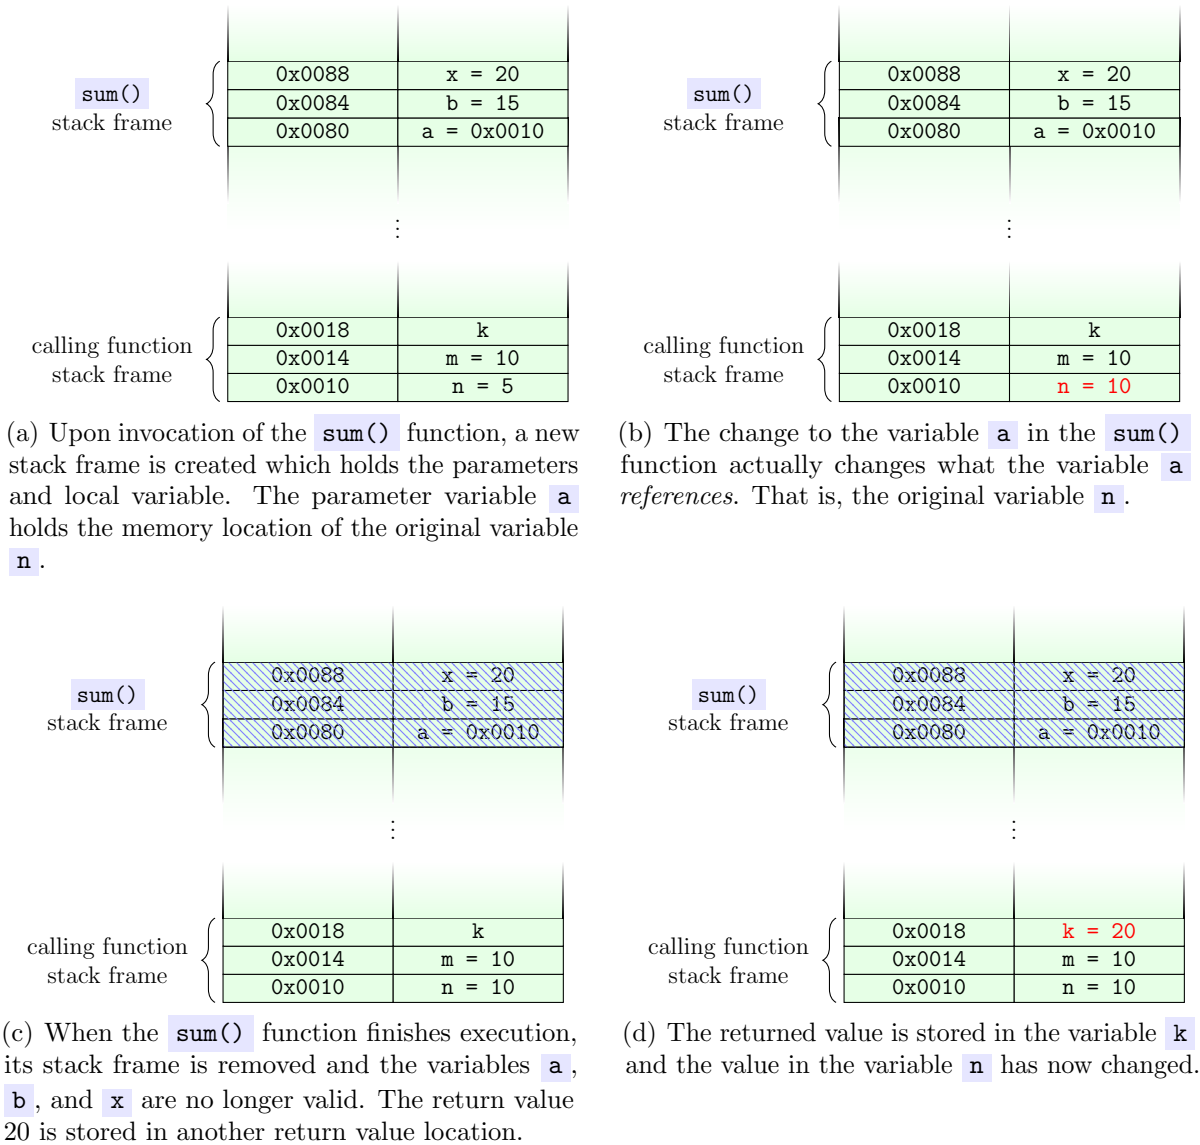 0x0088 x = 20
sum() 0x0084 b = 15
stack frame 0x0080 a = 0x0010
⋮
0x0018 k
calling function 0x0014 m = 10
stack frame 0x0010 n = 5
(a) Upon invocation of the sum() function, a new
stack frame is created which holds the parameters
and local variable. The parameter variable a
holds the memory location of the original variable
n.
0x0088 x = 20
sum() 0x0084 b = 15
stack frame 0x0080 a = 0x0010
⋮
0x0018 k
calling function 0x0014 m = 10
stack frame 0x0010 n = 10
(b) The change to the variable a in the sum()
function actually changes what the variable a
references. That is, the original variable n.
0x0088 x = 20
sum() 0x0084 b = 15
stack frame 0x0080 a = 0x0010
⋮
0x0018 k
calling function 0x0014 m = 10
stack frame 0x0010 n = 10
(c) When the sum() function finishes execution,
its stack frame is removed and the variables a,
b, and x are no longer valid. The return value
20 is stored in another return value location.
0x0088 x = 20
sum() 0x0084 b = 15
stack frame 0x0080 a = 0x0010
⋮
0x0018 k = 20
calling function 0x0014 m = 10
stack frame 0x0010 n = 10
(d) The returned value is stored in the variable k
and the value in the variable n has now changed.